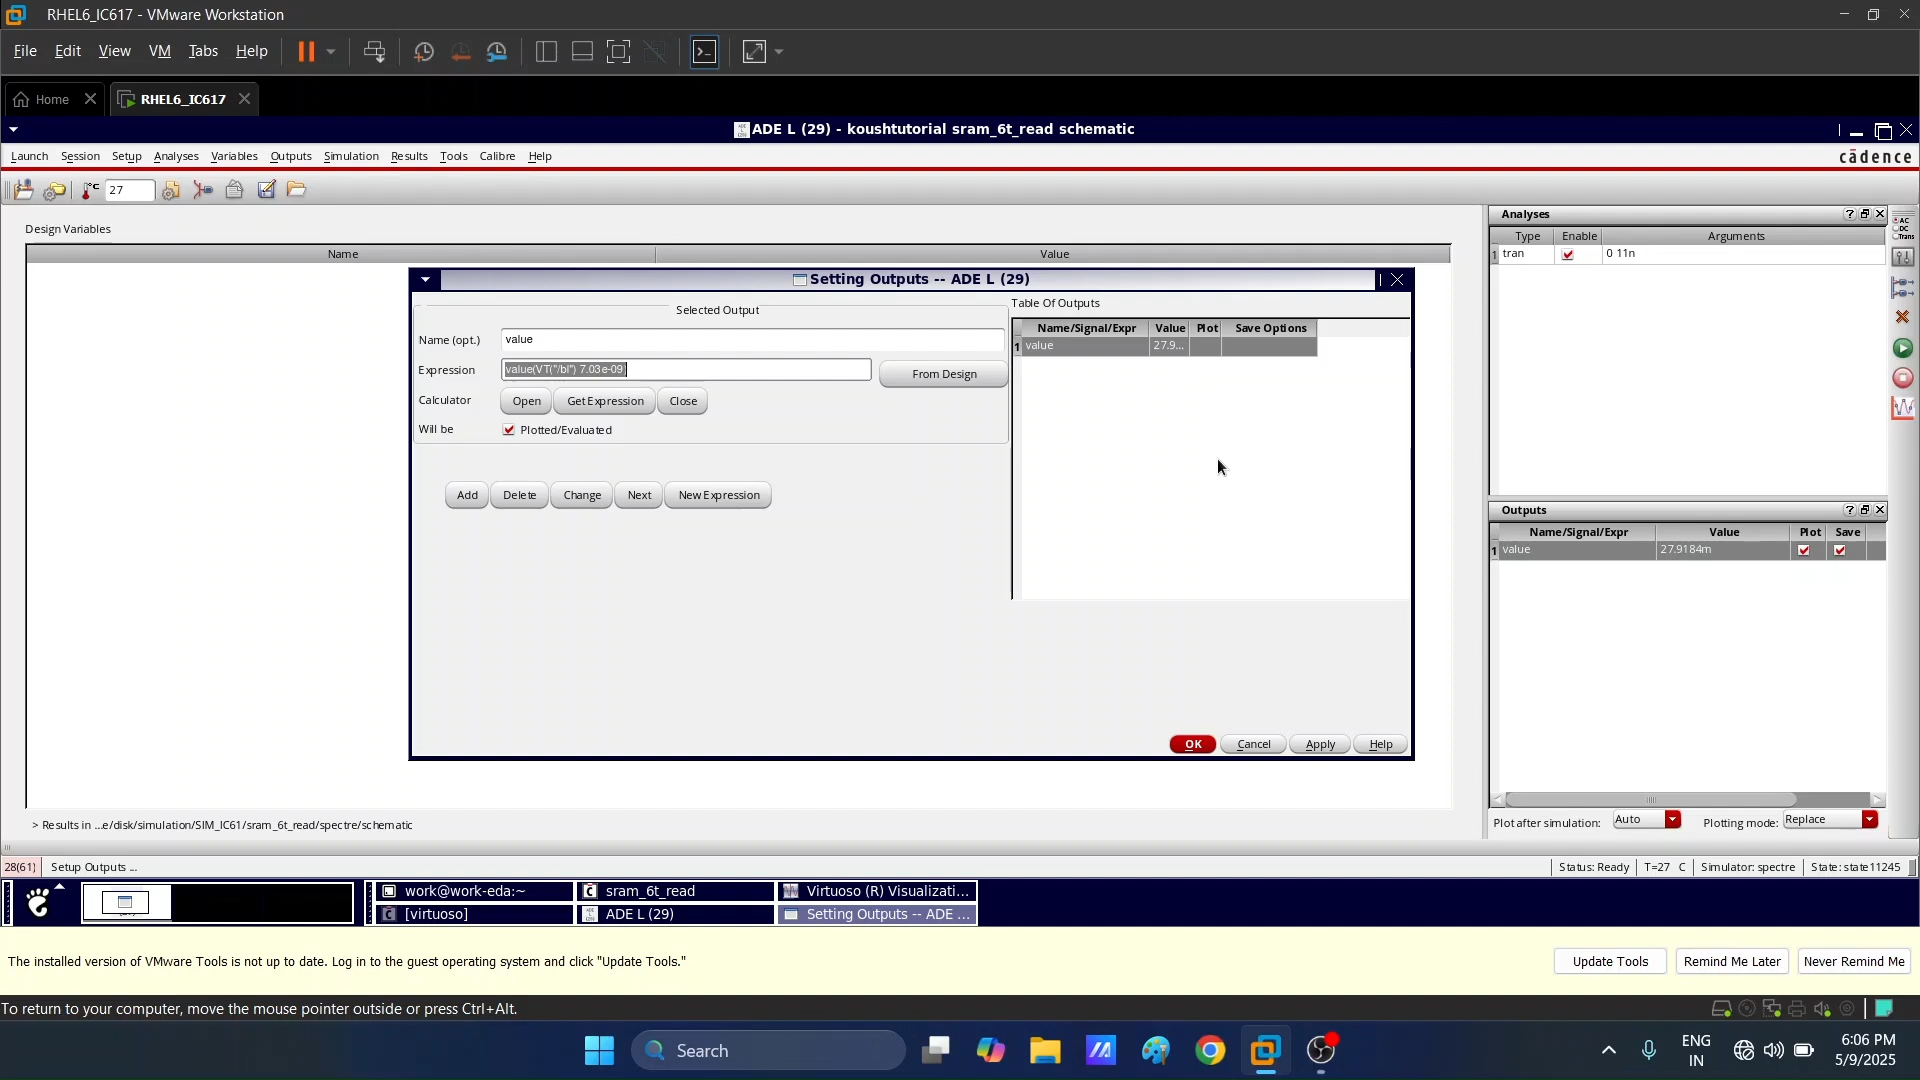 RHEL6_IC617 - VMware Workstation
File Edit View VM Tabs Help
Home RHEL6_IC617
ADE L (29) - koushtutorial sram_6t_read schematic
Launch Session Setup Analyses Variables Outputs Simulation Results Tools Calibre Help
cādence
°C 27
Design Variables
Name Value
Analyses
Type Enable Arguments
1 tran 0 11n
AC
DC
Trans
Setting Outputs -- ADE L (29)
Selected Output
Name (opt.) value
Expression value(VT("/bl") 7.03e-09)
From Design
Calculator Open Get Expression Close
Will be Plotted/Evaluated
Add Delete Change Next New Expression
Table Of Outputs
Name/Signal/Expr Value Plot Save Options
1 value 27.9...
OK Cancel Apply Help
Outputs
Name/Signal/Expr Value Plot Save
1 value 27.9184m
Plot after simulation: Auto Plotting mode: Replace
> Results in ...e/disk/simulation/SIM_IC61/sram_6t_read/spectre/schematic
28(61) Setup Outputs ...
Status: Ready T=27 C Simulator: spectre State: state11245
work@work-eda:~ sram_6t_read Virtuoso (R) Visualizati...
[virtuoso] ADE L (29) Setting Outputs -- ADE ...
The installed version of VMware Tools is not up to date. Log in to the guest operating system and click "Update Tools."
Update Tools Remind Me Later Never Remind Me
To return to your computer, move the mouse pointer outside or press Ctrl+Alt.
Search
ENG
IN
6:06 PM
5/9/2025